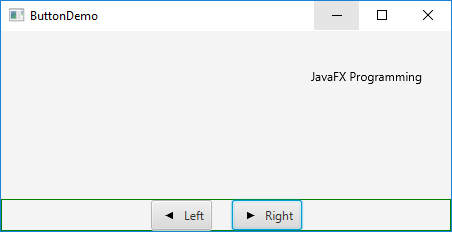 ButtonDemo
JavaFX Programming
Left
Right